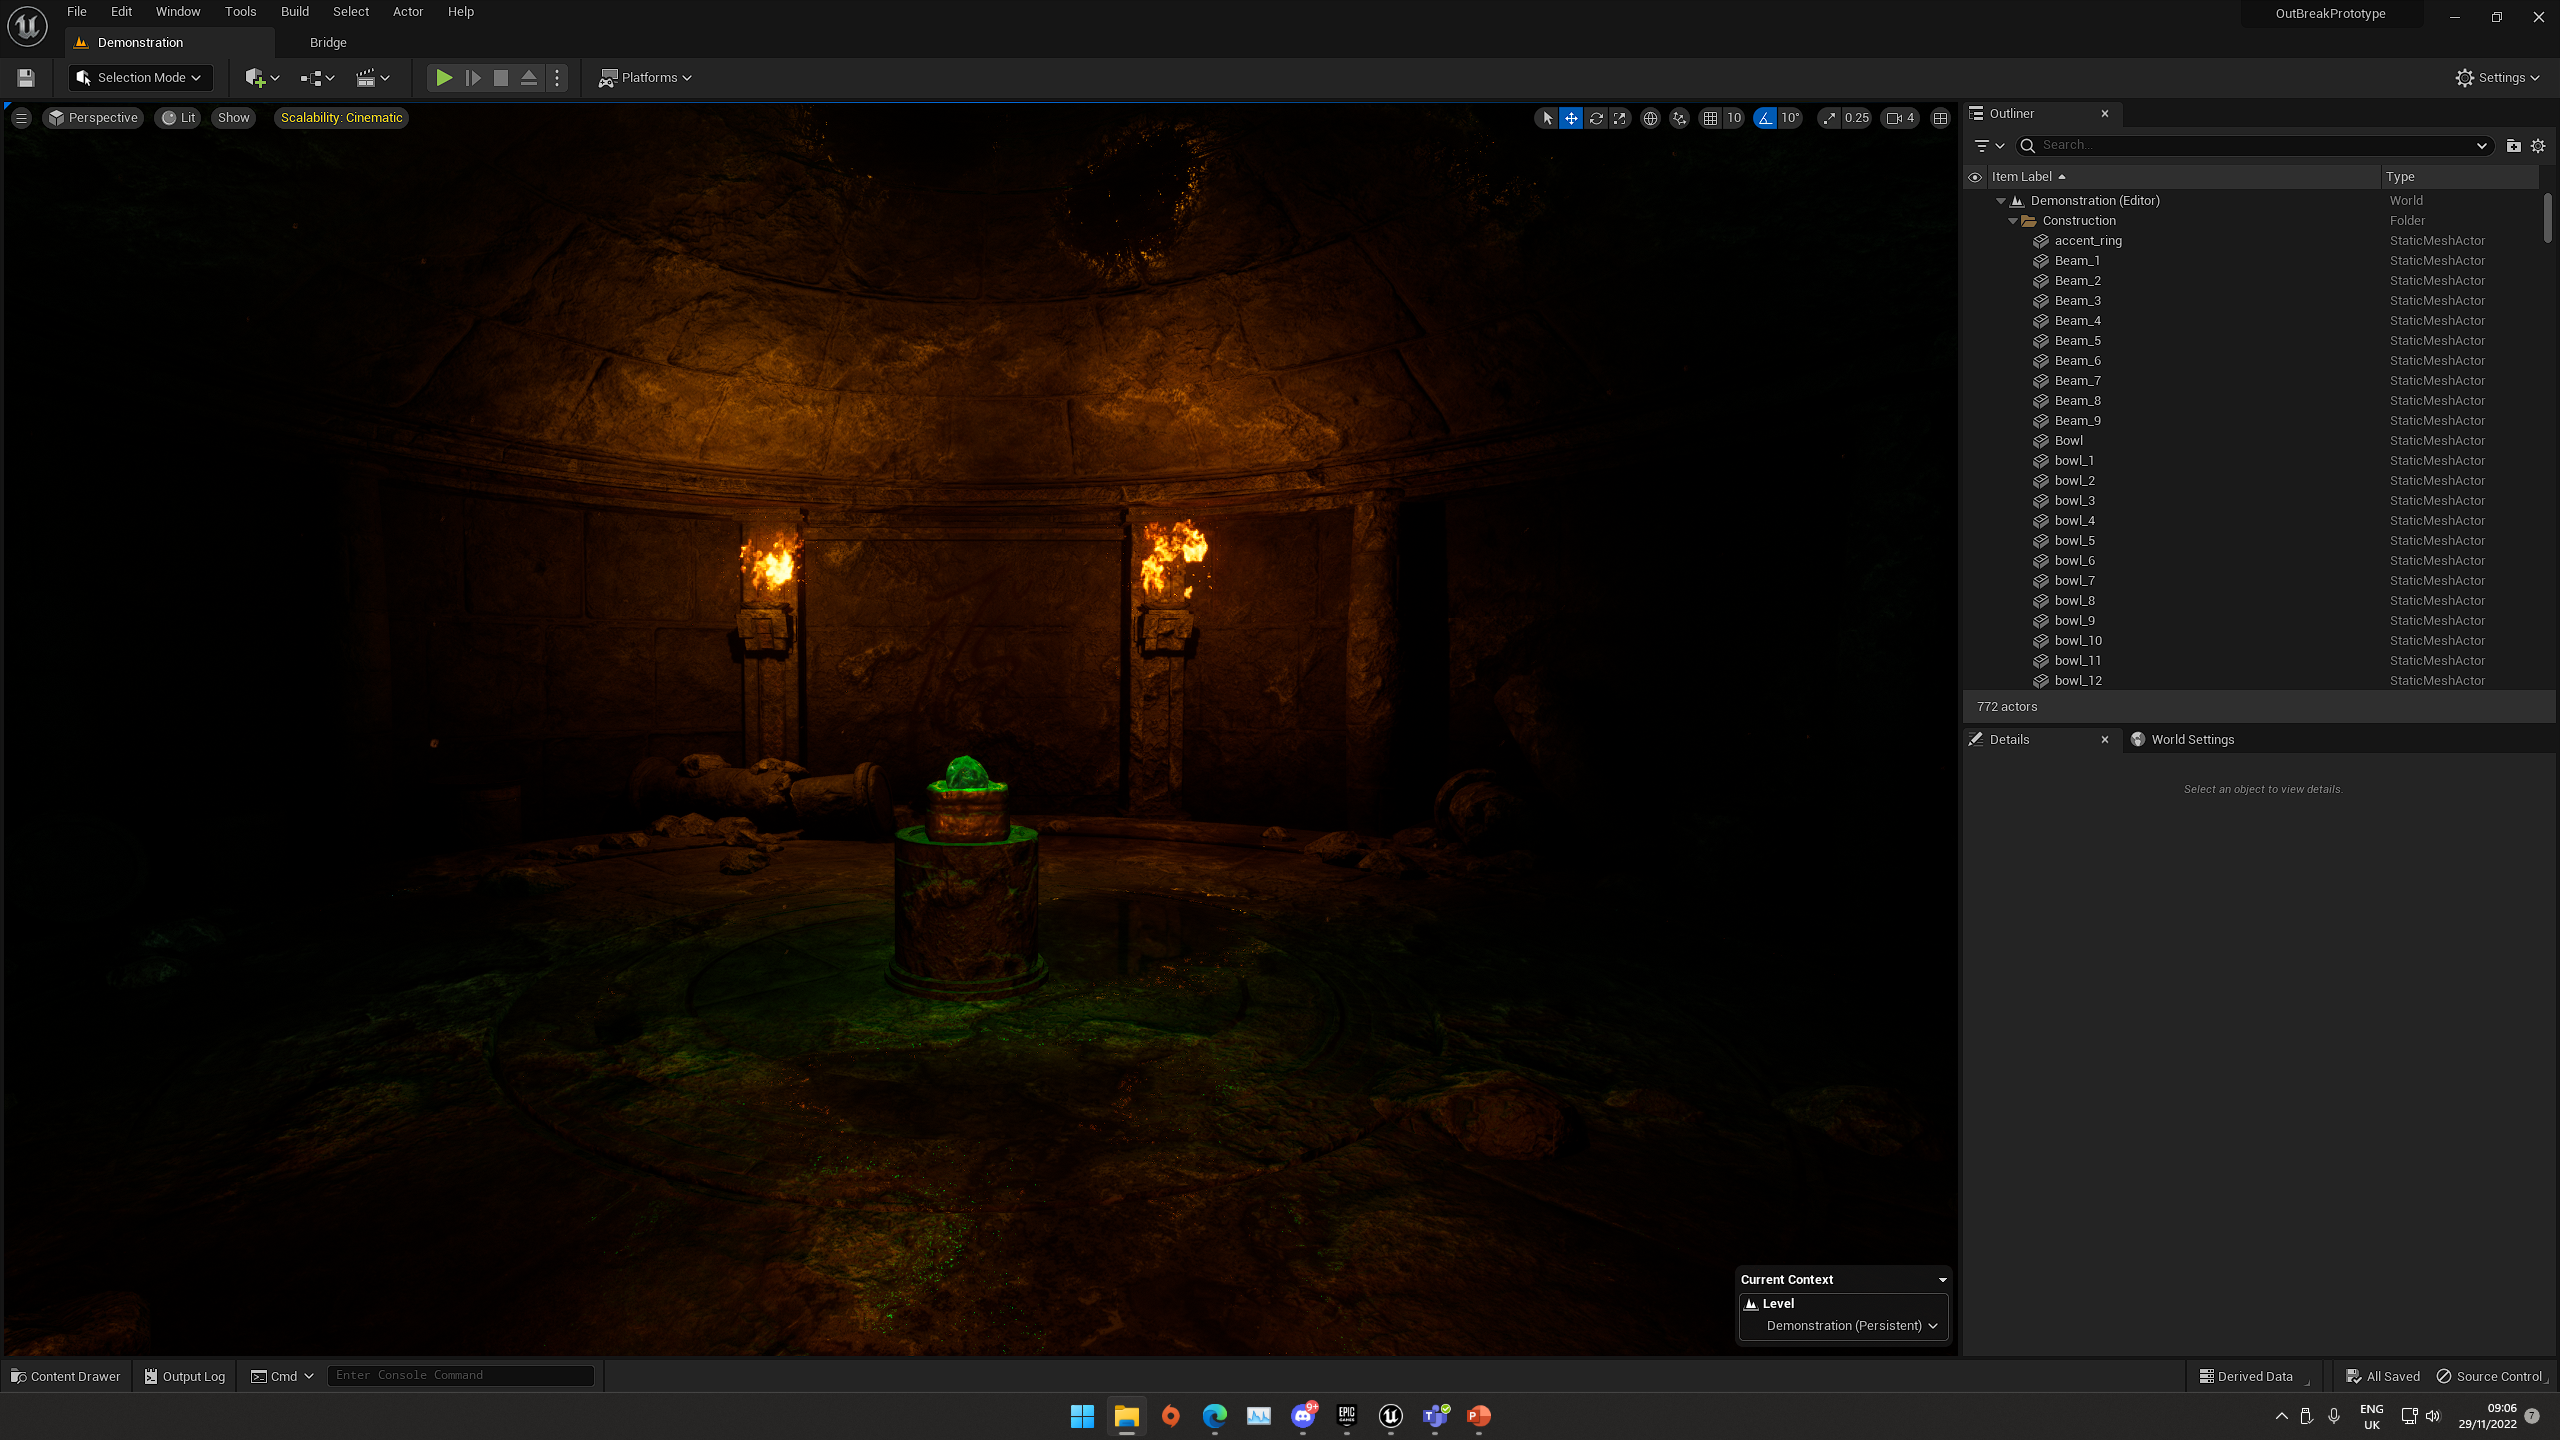 File Edit Window Tools Build Select Actor Help
OutBreakPrototype
Demonstration
Bridge
Selection Mode
Platforms
Settings
Perspective
Lit
Show
Scalability: Cinematic
10
10°
0.25
4
Outliner
Search...
Item Label
Type
Demonstration (Editor) World
Construction Folder
accent_ring StaticMeshActor
Beam_1 StaticMeshActor
Beam_2 StaticMeshActor
Beam_3 StaticMeshActor
Beam_4 StaticMeshActor
Beam_5 StaticMeshActor
Beam_6 StaticMeshActor
Beam_7 StaticMeshActor
Beam_8 StaticMeshActor
Beam_9 StaticMeshActor
Bowl StaticMeshActor
bowl_1 StaticMeshActor
bowl_2 StaticMeshActor
bowl_3 StaticMeshActor
bowl_4 StaticMeshActor
bowl_5 StaticMeshActor
bowl_6 StaticMeshActor
bowl_7 StaticMeshActor
bowl_8 StaticMeshActor
bowl_9 StaticMeshActor
bowl_10 StaticMeshActor
bowl_11 StaticMeshActor
bowl_12 StaticMeshActor
772 actors
Details
World Settings
Select an object to view details.
Current Context
Level
Demonstration (Persistent)
Content Drawer
Output Log
Cmd
Enter Console Command
Derived Data
All Saved
Source Control
9+
EPIC
GAMES
ENG
UK
09:06
29/11/2022
7